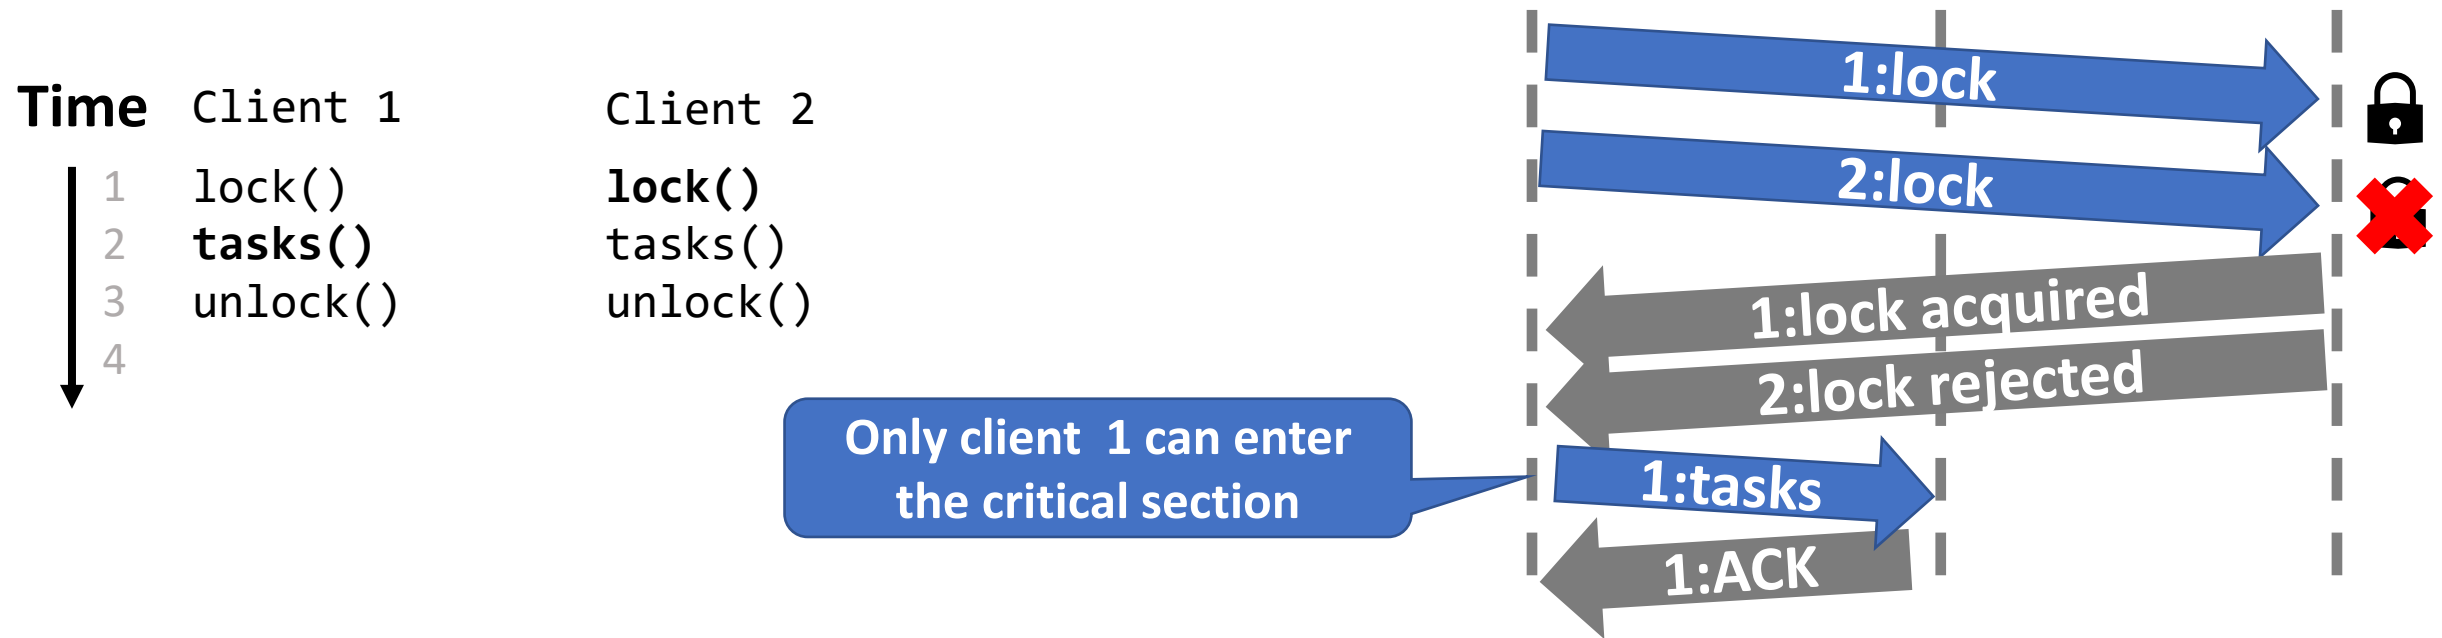 Time Client 1 Client 2
1 lock() lock()
2 tasks() tasks()
3 unlock() unlock()
4
1:lock
2:lock
1:lock acquired
2:lock rejected
Only client 1 can enter
the critical section
1:tasks
1:ACK